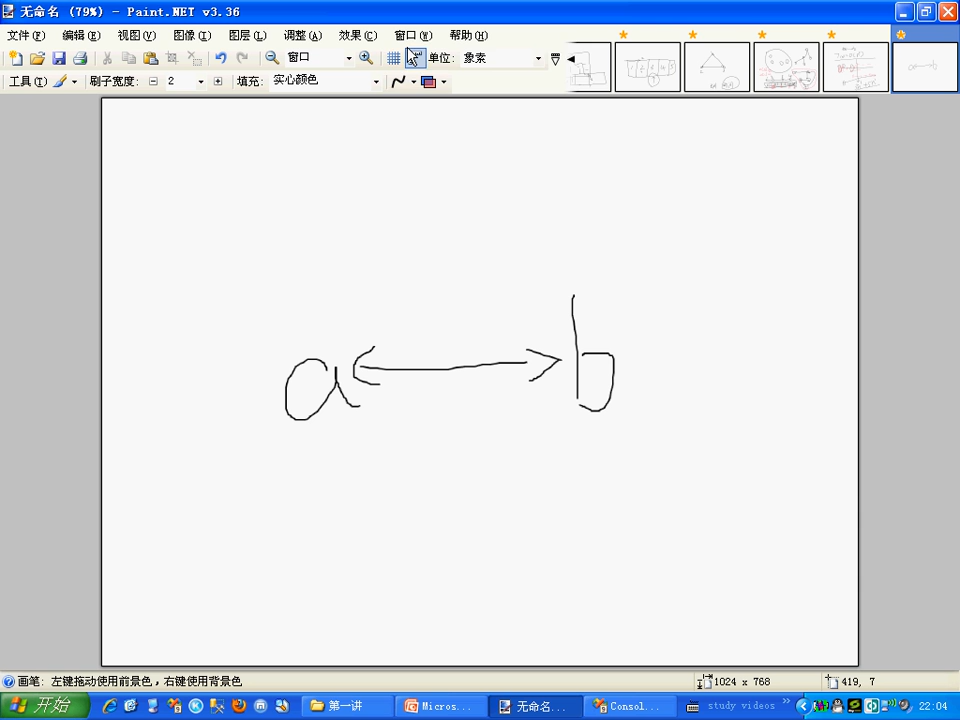 无命名 (79%) - Paint.NET v3.36
文件(F) 编辑(E) 视图(V) 图像(I) 图层(L) 调整(A) 效果(C) 窗口(W) 帮助(H)
窗口 单位: 象素
工具(T) 刷子宽度: 2 填充: 实心颜色
a b
画笔: 左键拖动使用前景色，右键使用背景色 1024 x 768 419, 7
开始 第一讲 Micros... 无命名... Consol... study videos 22:04